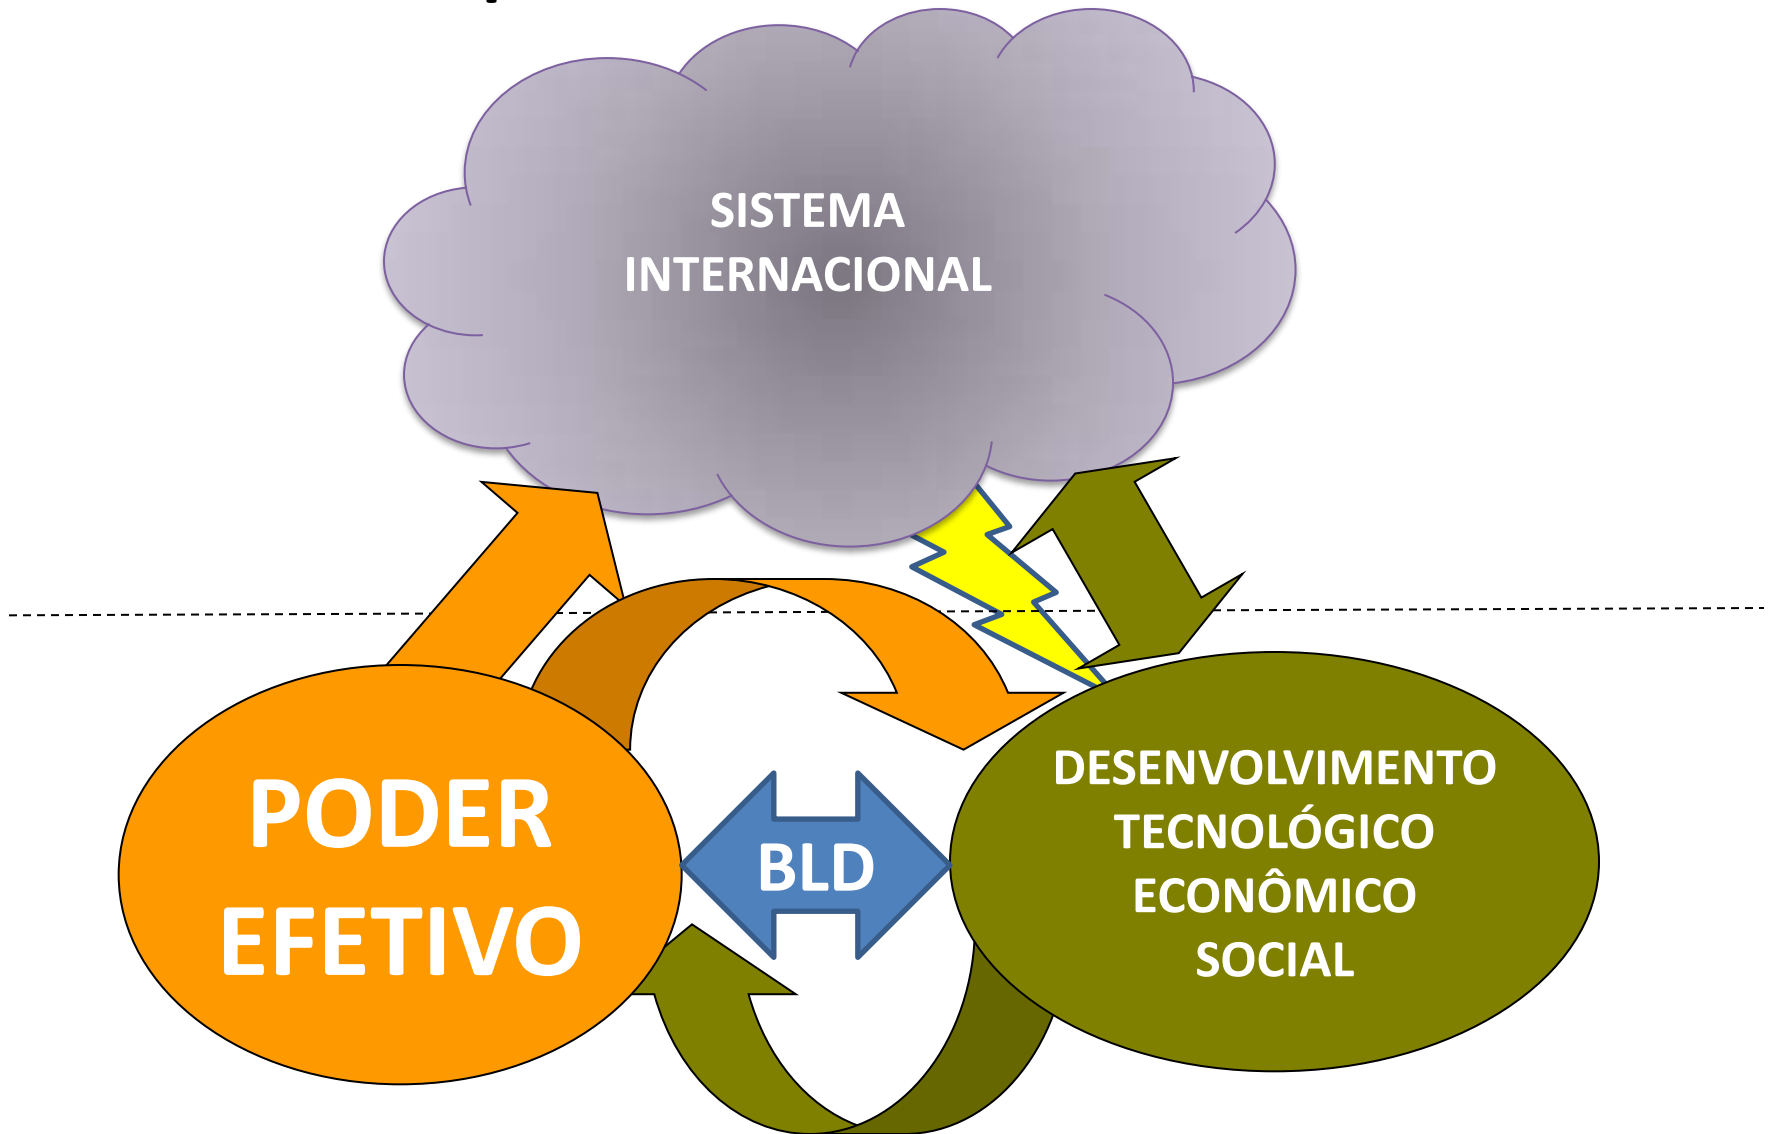 SISTEMA
INTERNACIONAL
PODER
EFETIVO
BLD
DESENVOLVIMENTO
TECNOLÓGICO
ECONÔMICO
SOCIAL